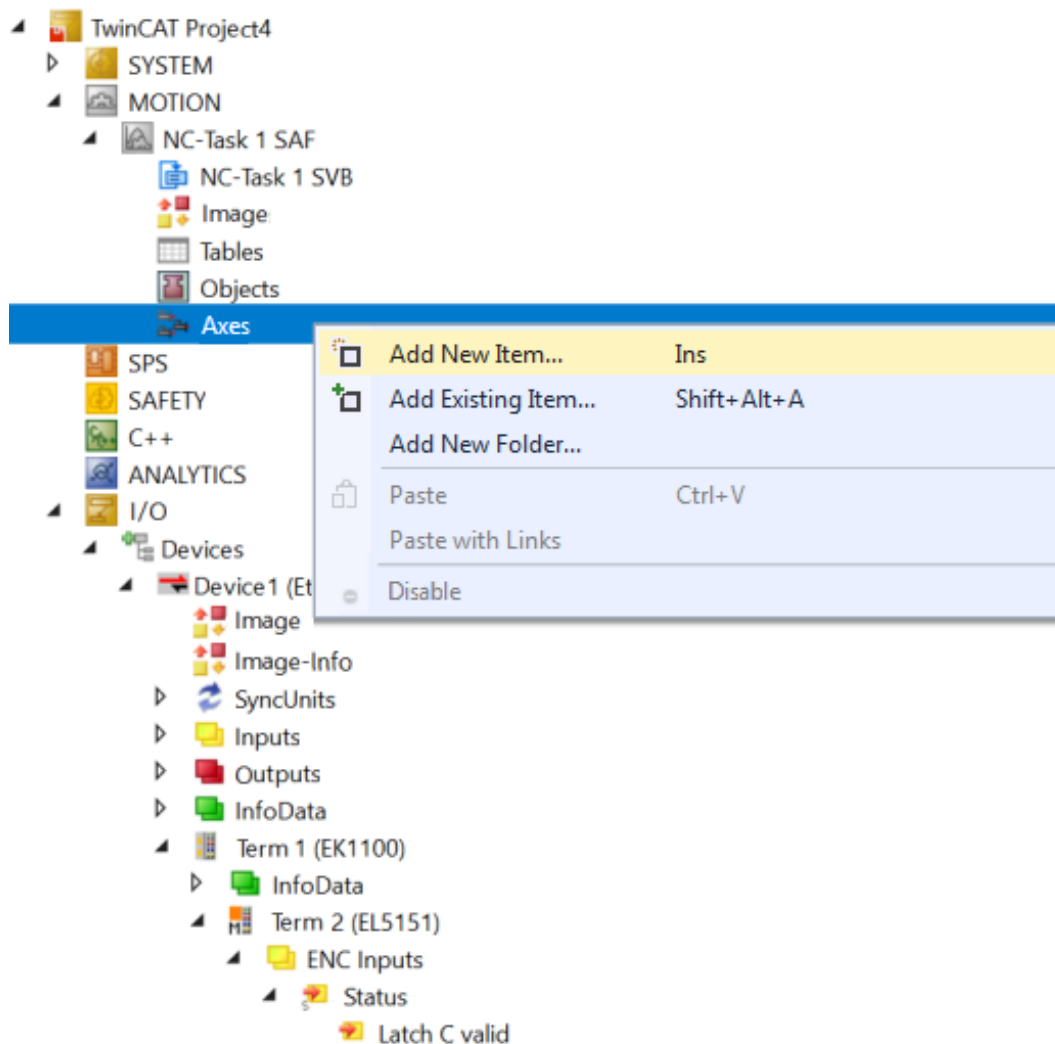 TwinCAT Project4
SYSTEM
MOTION
NC-Task 1 SAF
NC-Task 1 SVB
Image
Tables
Objects
Axes
Add New Item... Ins
SPS
Add Existing Item... Shift+Alt+A
SAFETY
C++
Add New Folder...
ANALYTICS
Paste Ctrl+V
I/O
Paste with Links
Devices
Device1 (Et
Disable
Image
Image-Info
SyncUnits
Inputs
Outputs
InfoData
Term 1 (EK1100)
InfoData
Term 2 (EL5151)
ENC Inputs
Status
Latch C valid